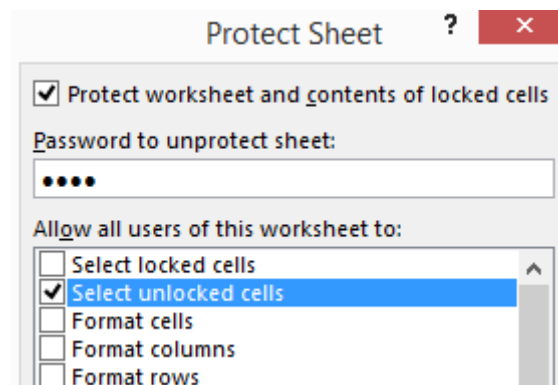 Protect Sheet ?
Protect worksheet and contents of locked cells
Password to unprotect sheet:
••••
Allow all users of this worksheet to:
Select locked cells
Select unlocked cells
Format cells
Format columns
Format rows